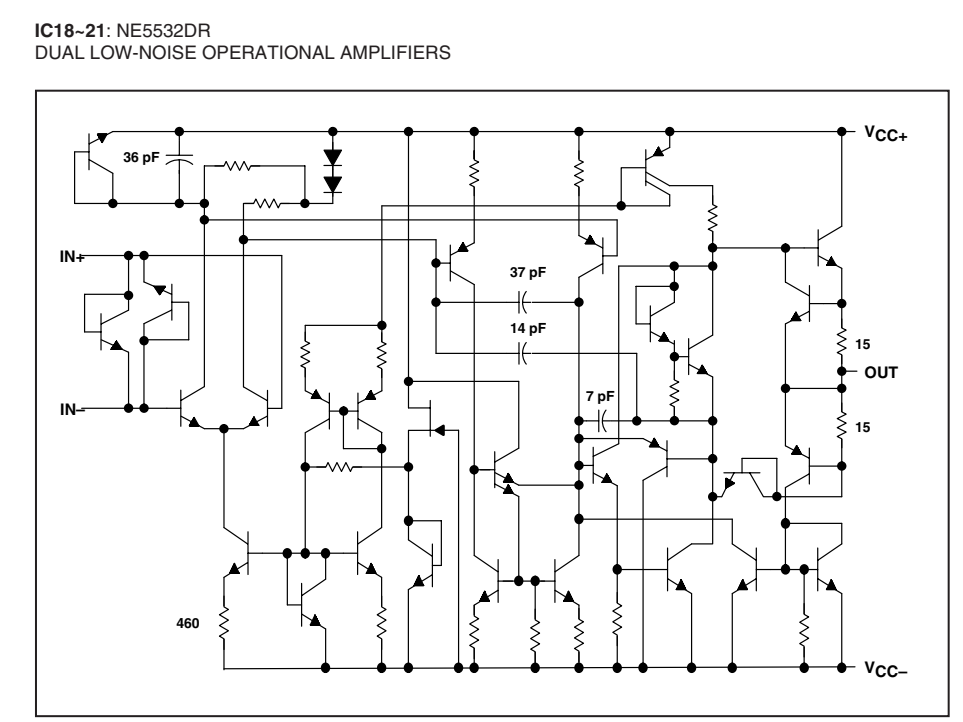 IC18~21: NE5532DR
DUAL LOW-NOISE OPERATIONAL AMPLIFIERS
VCC+
36 pF
IN+
37 pF
14 pF
15
OUT
7 pF
IN–
15
460
VCC–